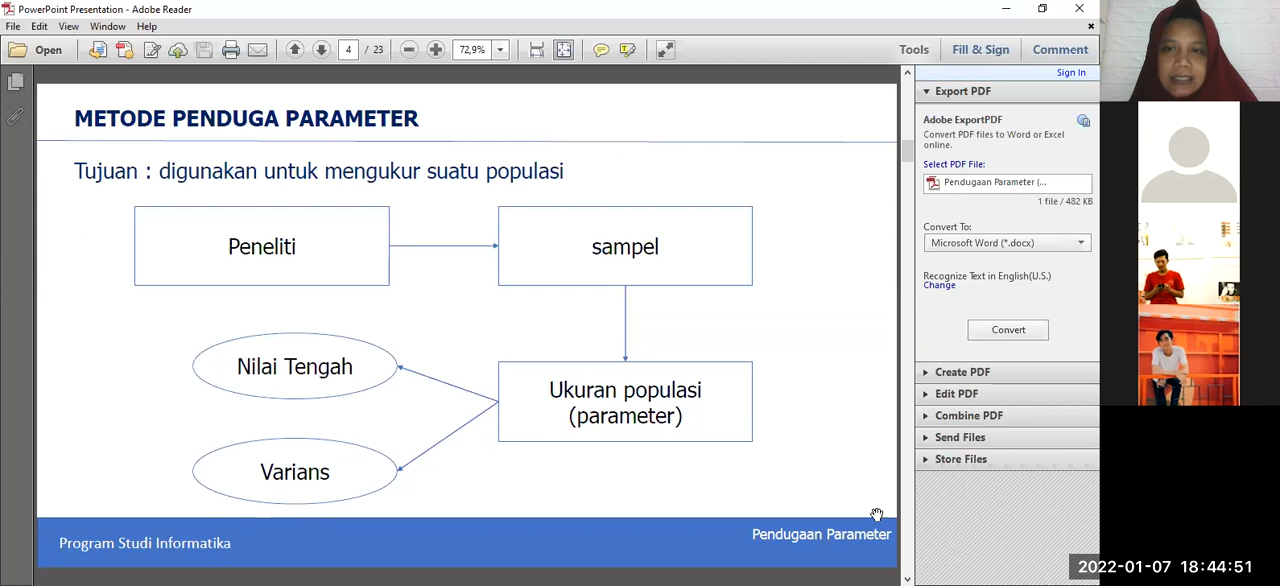 PowerPoint Presentation - Adobe Reader
File Edit View Window Help
Open 4 / 23 72,9% Tools Fill & Sign Comment
Sign In
METODE PENDUGA PARAMETER
Tujuan : digunakan untuk mengukur suatu populasi
Peneliti
sampel
Nilai Tengah
Ukuran populasi
(parameter)
Varians
Program Studi Informatika
Pendugaan Parameter
Export PDF
Adobe ExportPDF
Convert PDF files to Word or Excel
online.
Select PDF File:
Pendugaan Parameter (...
1 file / 482 KB
Convert To:
Microsoft Word (*.docx)
Recognize Text in English(U.S.)
Change
Convert
Create PDF
Edit PDF
Combine PDF
Send Files
Store Files
2022-01-07 18:44:51